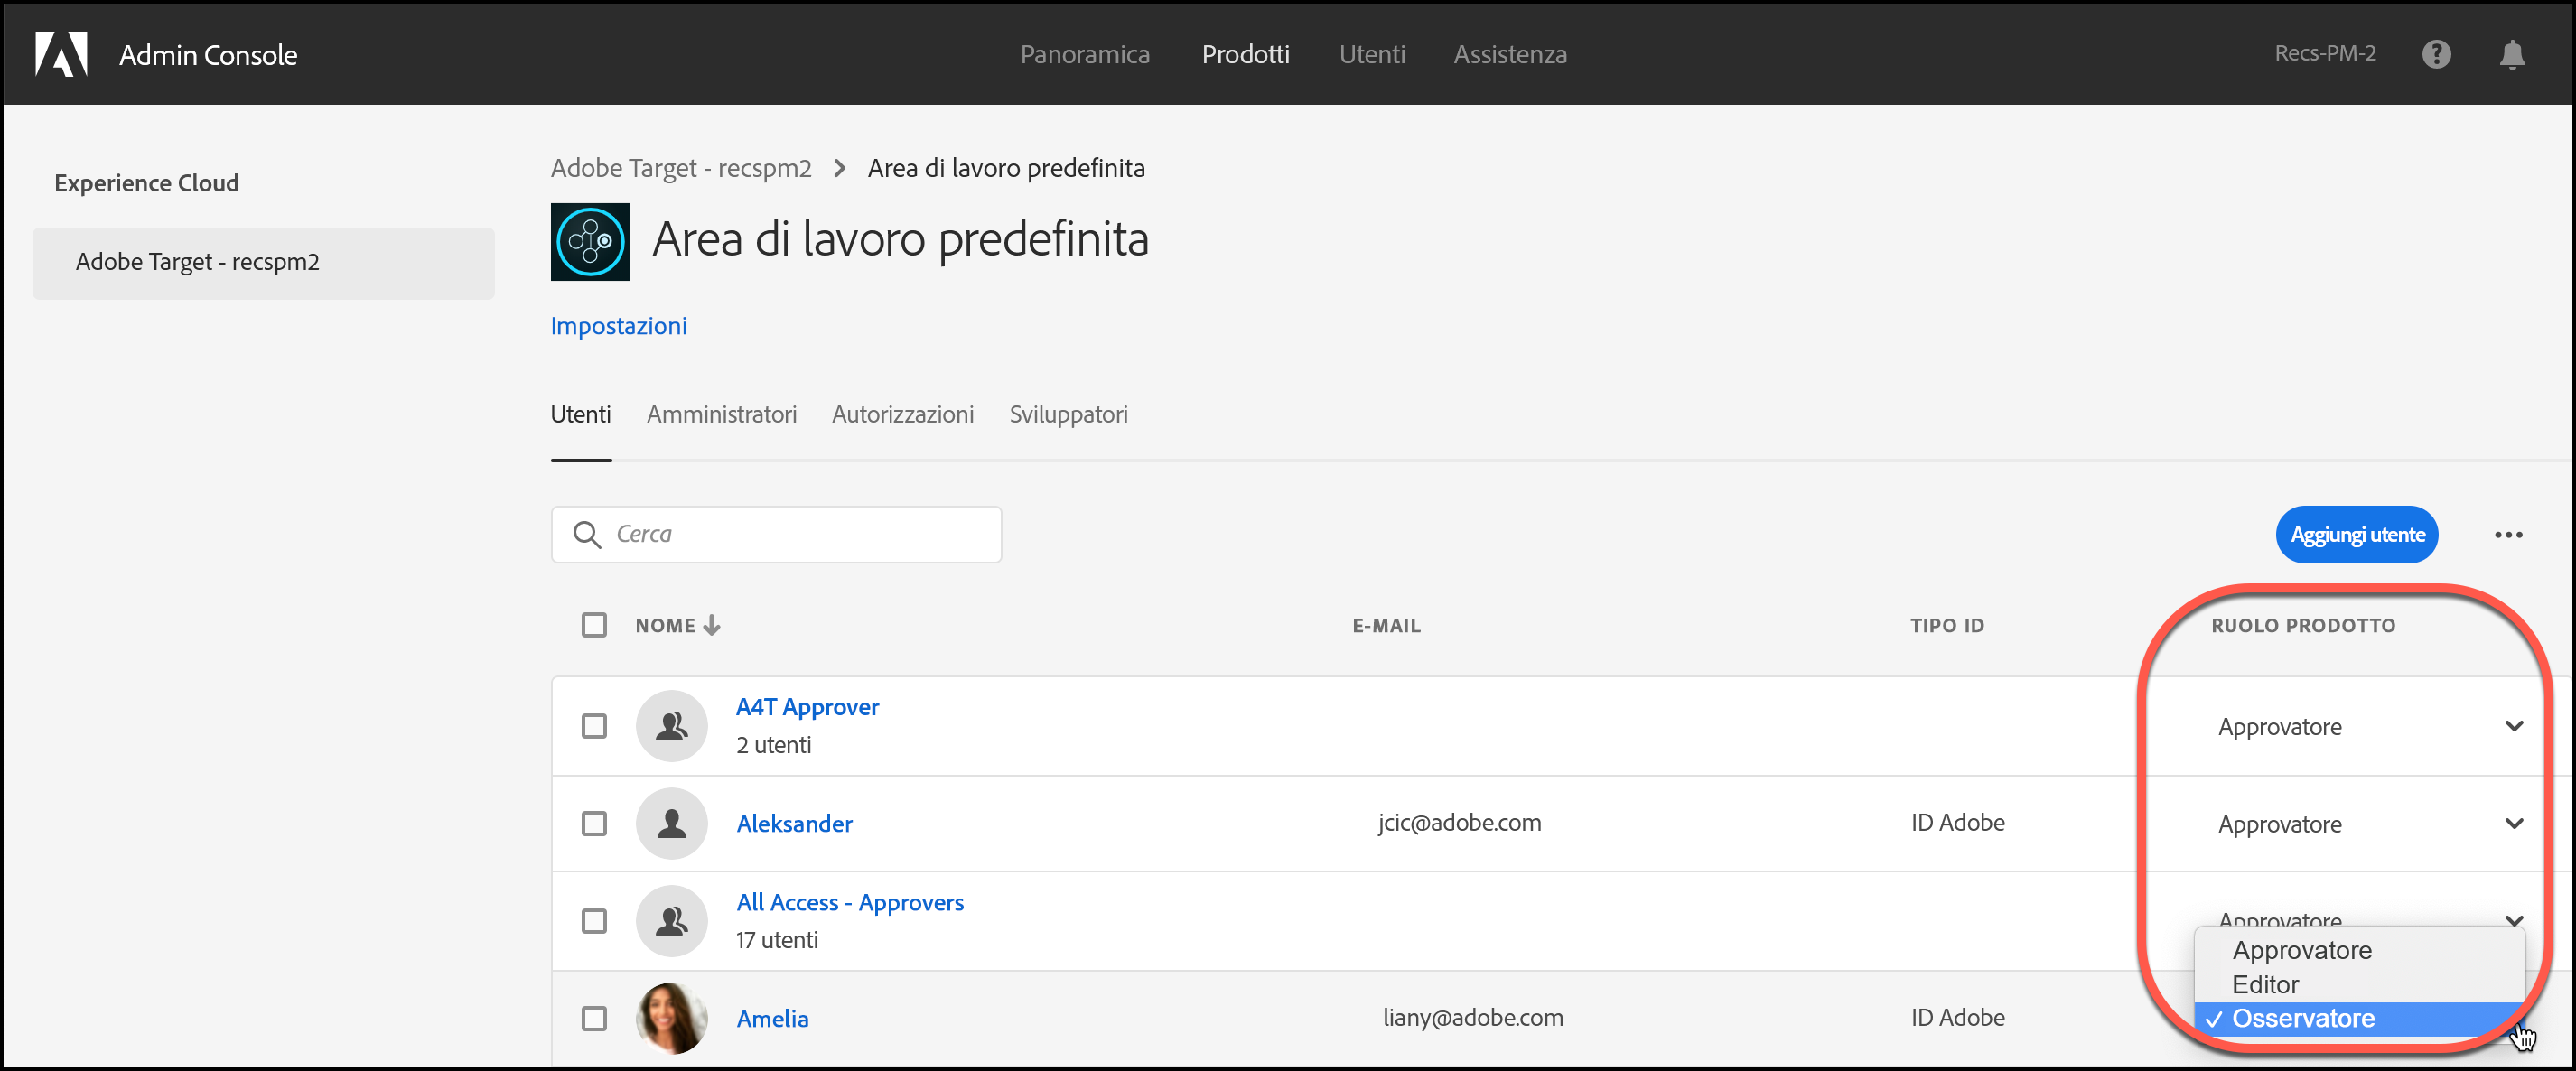 Admin Console
Panoramica Prodotti Utenti Assistenza
Recs-PM-2
Experience Cloud
Adobe Target - recspm2
Adobe Target - recspm2 > Area di lavoro predefinita
Area di lavoro predefinita
Impostazioni
Utenti Amministratori Autorizzazioni Sviluppatori
Cerca
Aggiungi utente
NOME E-MAIL TIPO ID RUOLO PRODOTTO
A4T Approver
2 utenti
Approvatore
Aleksander jcic@adobe.com ID Adobe Approvatore
All Access - Approvers
17 utenti
Approvatore
Amelia liany@adobe.com ID Adobe
Approvatore
Editor
Osservatore